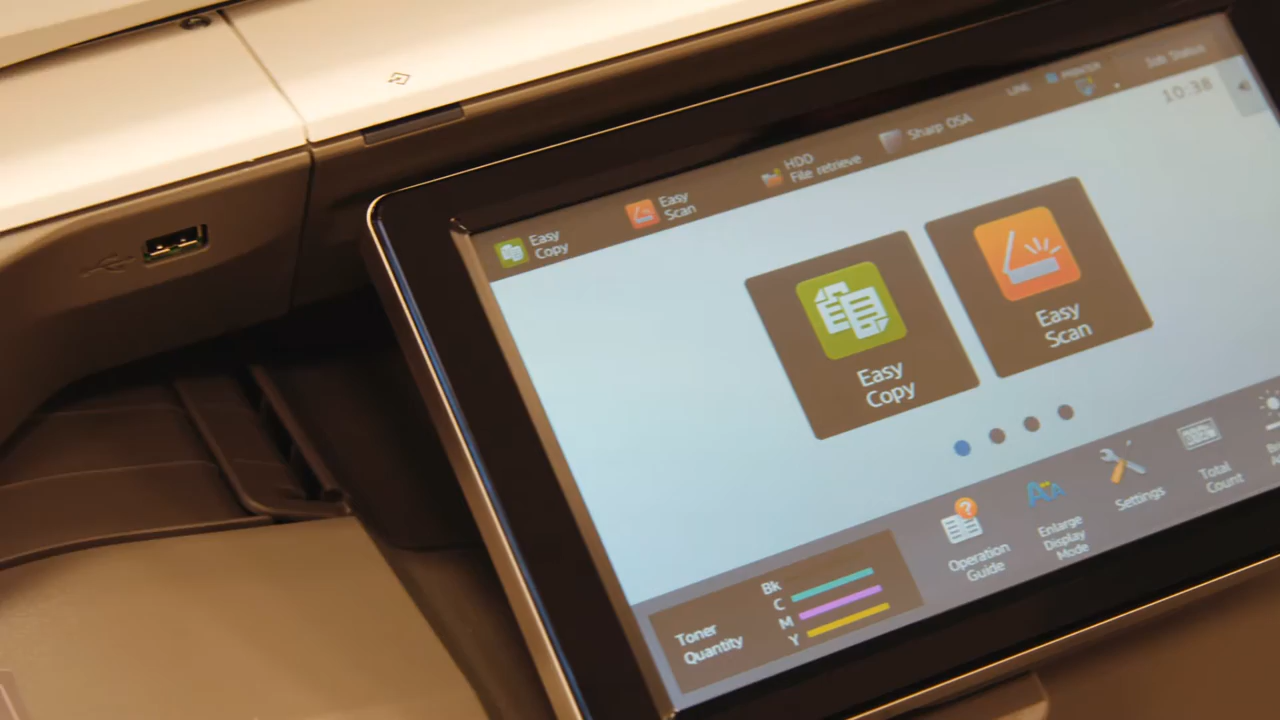 Job Status
PRINTER
LINE
10:38
Sharp OSA
HDD
File retrieve
Easy
Scan
Easy
Copy
Easy
Copy
Easy
Scan
Toner
Quantity
Bk
C
M
Y
Operation
Guide
Enlarge
Display
Mode
Settings
Total
Count